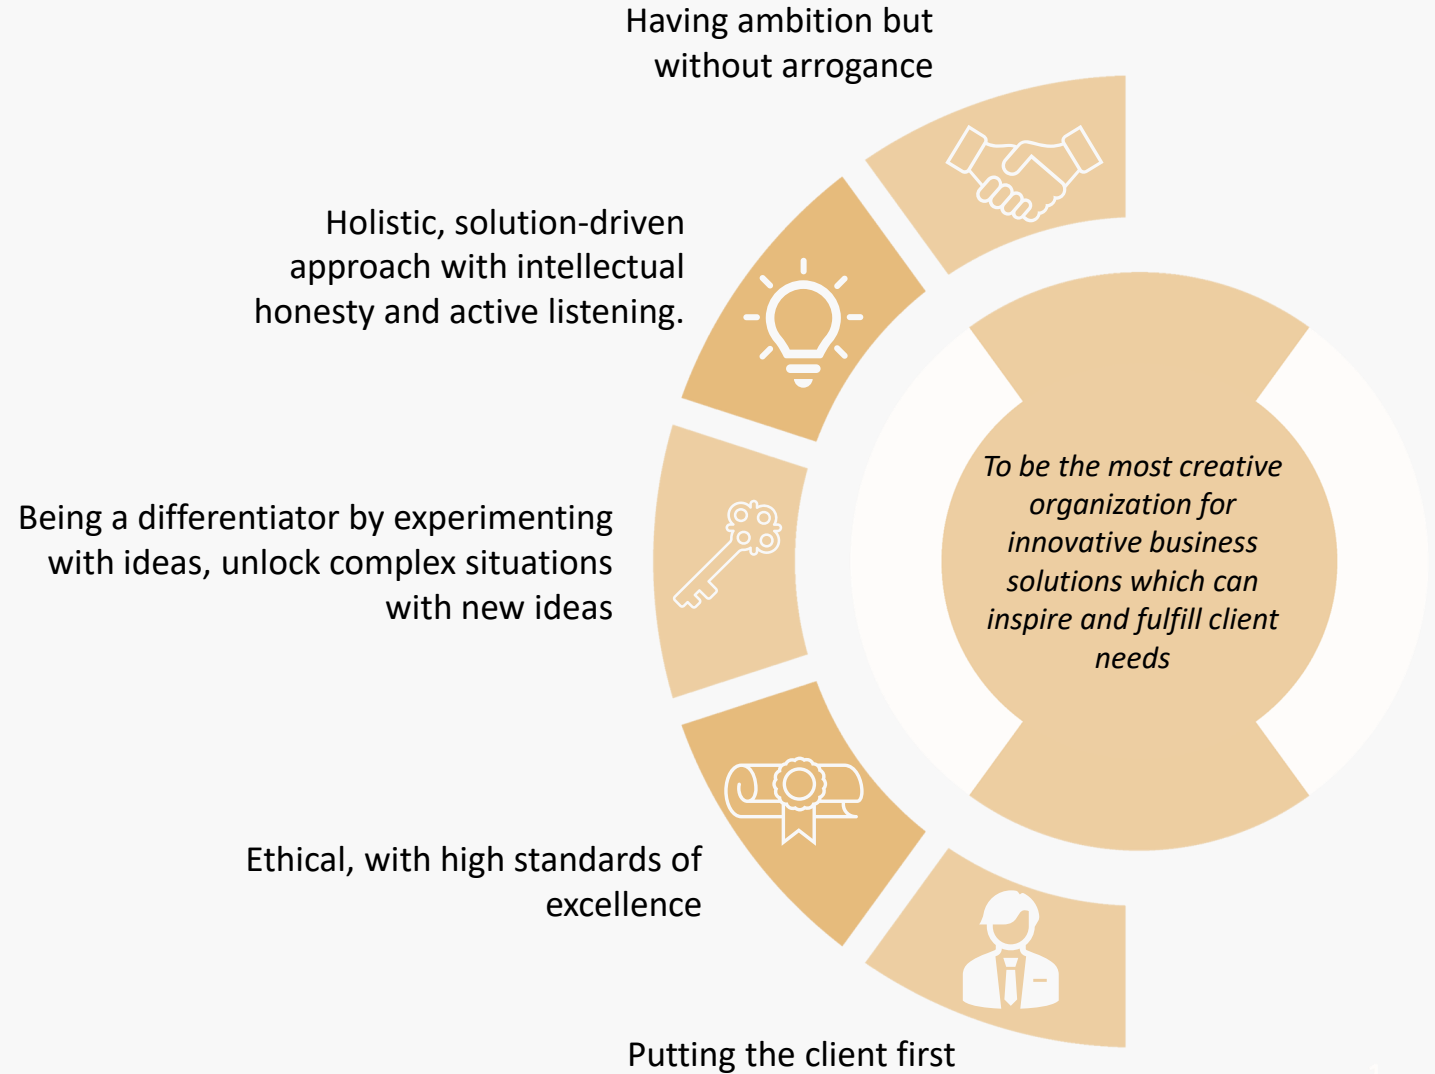 Having ambition but
without arrogance
Holistic, solution-driven
approach with intellectual
honesty and active listening.
Being a differentiator by experimenting
with ideas, unlock complex situations
with new ideas
Ethical, with high standards of
excellence
Putting the client first
To be the most creative
organization for
innovative business
solutions which can
inspire and fulfill client
needs